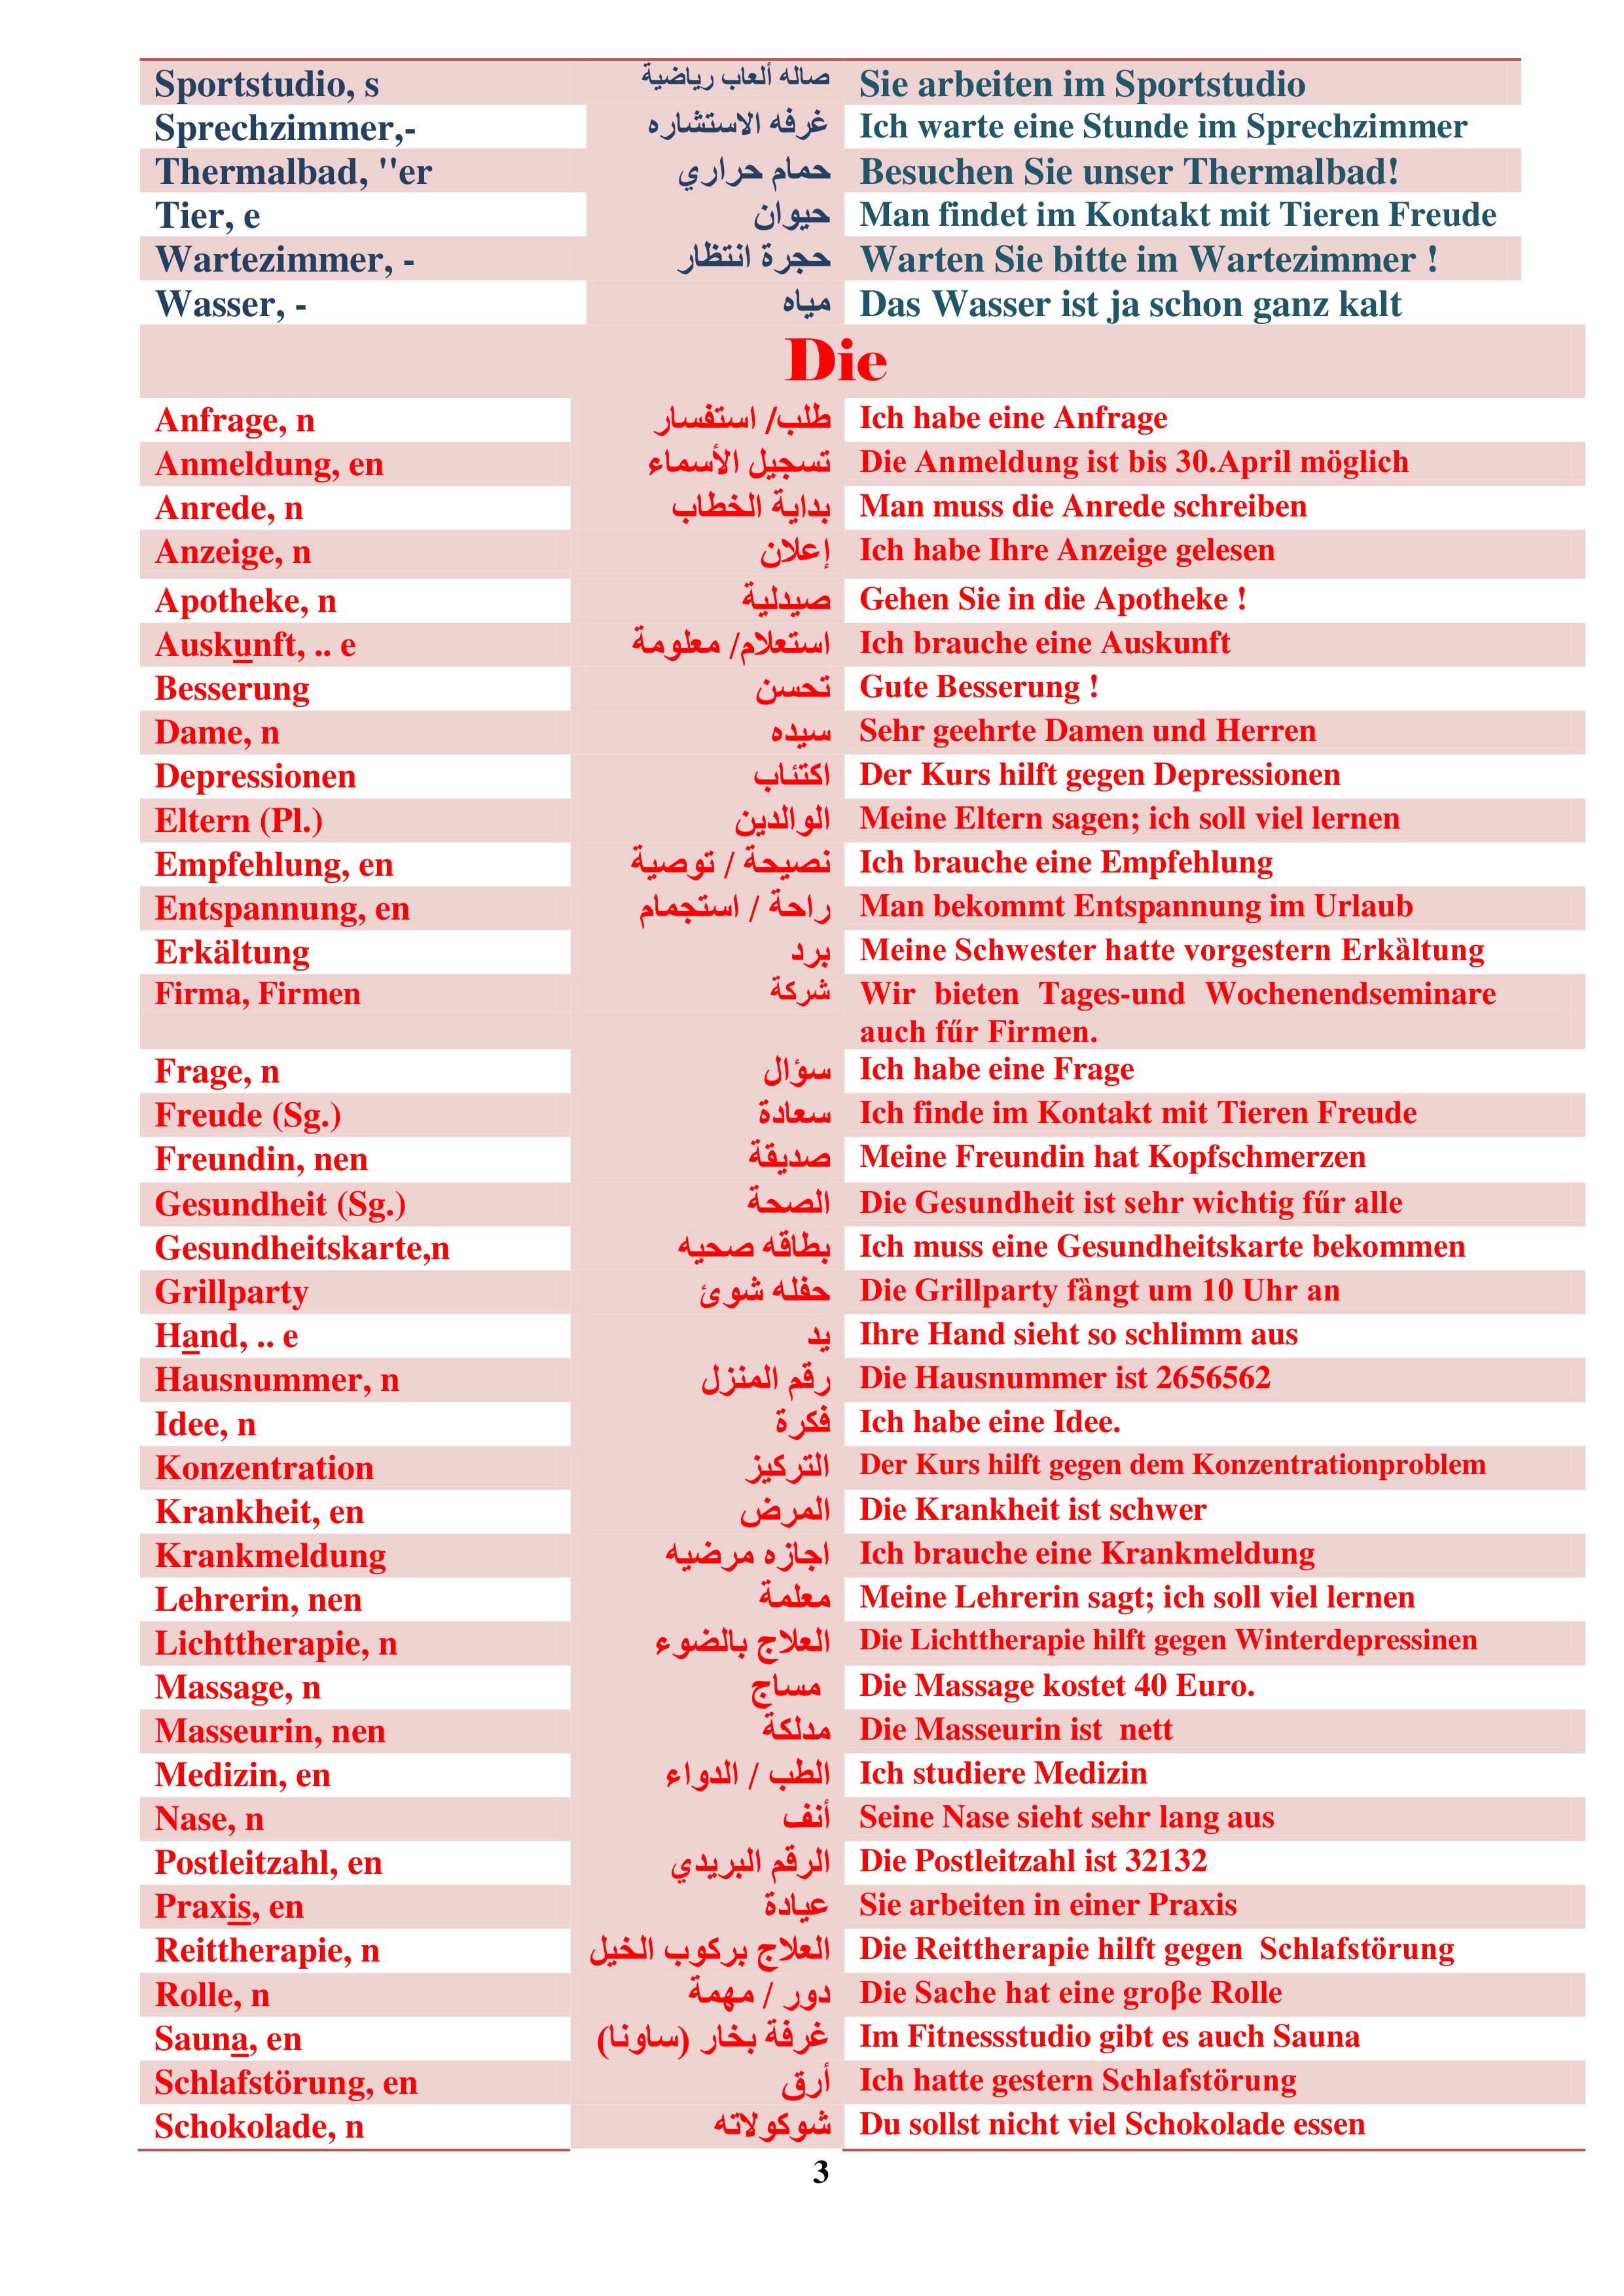 Sportstudio, s صاله ألعاب رياضية Sie arbeiten im Sportstudio
Sprechzimmer,- غرفه الاستشاره Ich warte eine Stunde im Sprechzimmer
Thermalbad, "er حمام حراري Besuchen Sie unser Thermalbad!
Tier, e حيوان Man findet im Kontakt mit Tieren Freude
Wartezimmer, - حجرة انتظار Warten Sie bitte im Wartezimmer !
Wasser, - مياه Das Wasser ist ja schon ganz kalt
Die
Anfrage, n طلب/ استفسار Ich habe eine Anfrage
Anmeldung, en تسجيل الأسماء Die Anmeldung ist bis 30.April möglich
Anrede, n بداية الخطاب Man muss die Anrede schreiben
Anzeige, n إعلان Ich habe Ihre Anzeige gelesen
Apotheke, n صيدلية Gehen Sie in die Apotheke !
Auskunft, .. e استعلام/ معلومة Ich brauche eine Auskunft
Besserung تحسن Gute Besserung !
Dame, n سيده Sehr geehrte Damen und Herren
Depressionen اكتئاب Der Kurs hilft gegen Depressionen
Eltern (Pl.) الوالدين Meine Eltern sagen; ich soll viel lernen
Empfehlung, en نصيحة / توصية Ich brauche eine Empfehlung
Entspannung, en راحة / استجمام Man bekommt Entspannung im Urlaub
Erkältung برد Meine Schwester hatte vorgestern Erkȁltung
Firma, Firmen شركة Wir bieten Tages-und Wochenendseminare
auch fűr Firmen.
Frage, n سؤال Ich habe eine Frage
Freude (Sg.) سعادة Ich finde im Kontakt mit Tieren Freude
Freundin, nen صديقة Meine Freundin hat Kopfschmerzen
Gesundheit (Sg.) الصحة Die Gesundheit ist sehr wichtig fűr alle
Gesundheitskarte,n بطاقه صحيه Ich muss eine Gesundheitskarte bekommen
Grillparty حفله شوئ Die Grillparty fȁngt um 10 Uhr an
Hand, .. e يد Ihre Hand sieht so schlimm aus
Hausnummer, n رقم المنزل Die Hausnummer ist 2656562
Idee, n فكرة Ich habe eine Idee.
Konzentration التركيز Der Kurs hilft gegen dem Konzentrationproblem
Krankheit, en المرض Die Krankheit ist schwer
Krankmeldung اجازه مرضيه Ich brauche eine Krankmeldung
Lehrerin, nen معلمة Meine Lehrerin sagt; ich soll viel lernen
Lichttherapie, n العلاج بالضوء Die Lichttherapie hilft gegen Winterdepressinen
Massage, n مساج Die Massage kostet 40 Euro.
Masseurin, nen مدلكة Die Masseurin ist nett
Medizin, en الطب / الدواء Ich studiere Medizin
Nase, n أنف Seine Nase sieht sehr lang aus
Postleitzahl, en الرقم البريدي Die Postleitzahl ist 32132
Praxis, en عيادة Sie arbeiten in einer Praxis
Reittherapie, n العلاج بركوب الخيل Die Reittherapie hilft gegen Schlafstörung
Rolle, n دور / مهمة Die Sache hat eine groβe Rolle
Sauna, en غرفة بخار (ساونا) Im Fitnessstudio gibt es auch Sauna
Schlafstörung, en أرق Ich hatte gestern Schlafstörung
Schokolade, n شوكولاته Du sollst nicht viel Schokolade essen
3